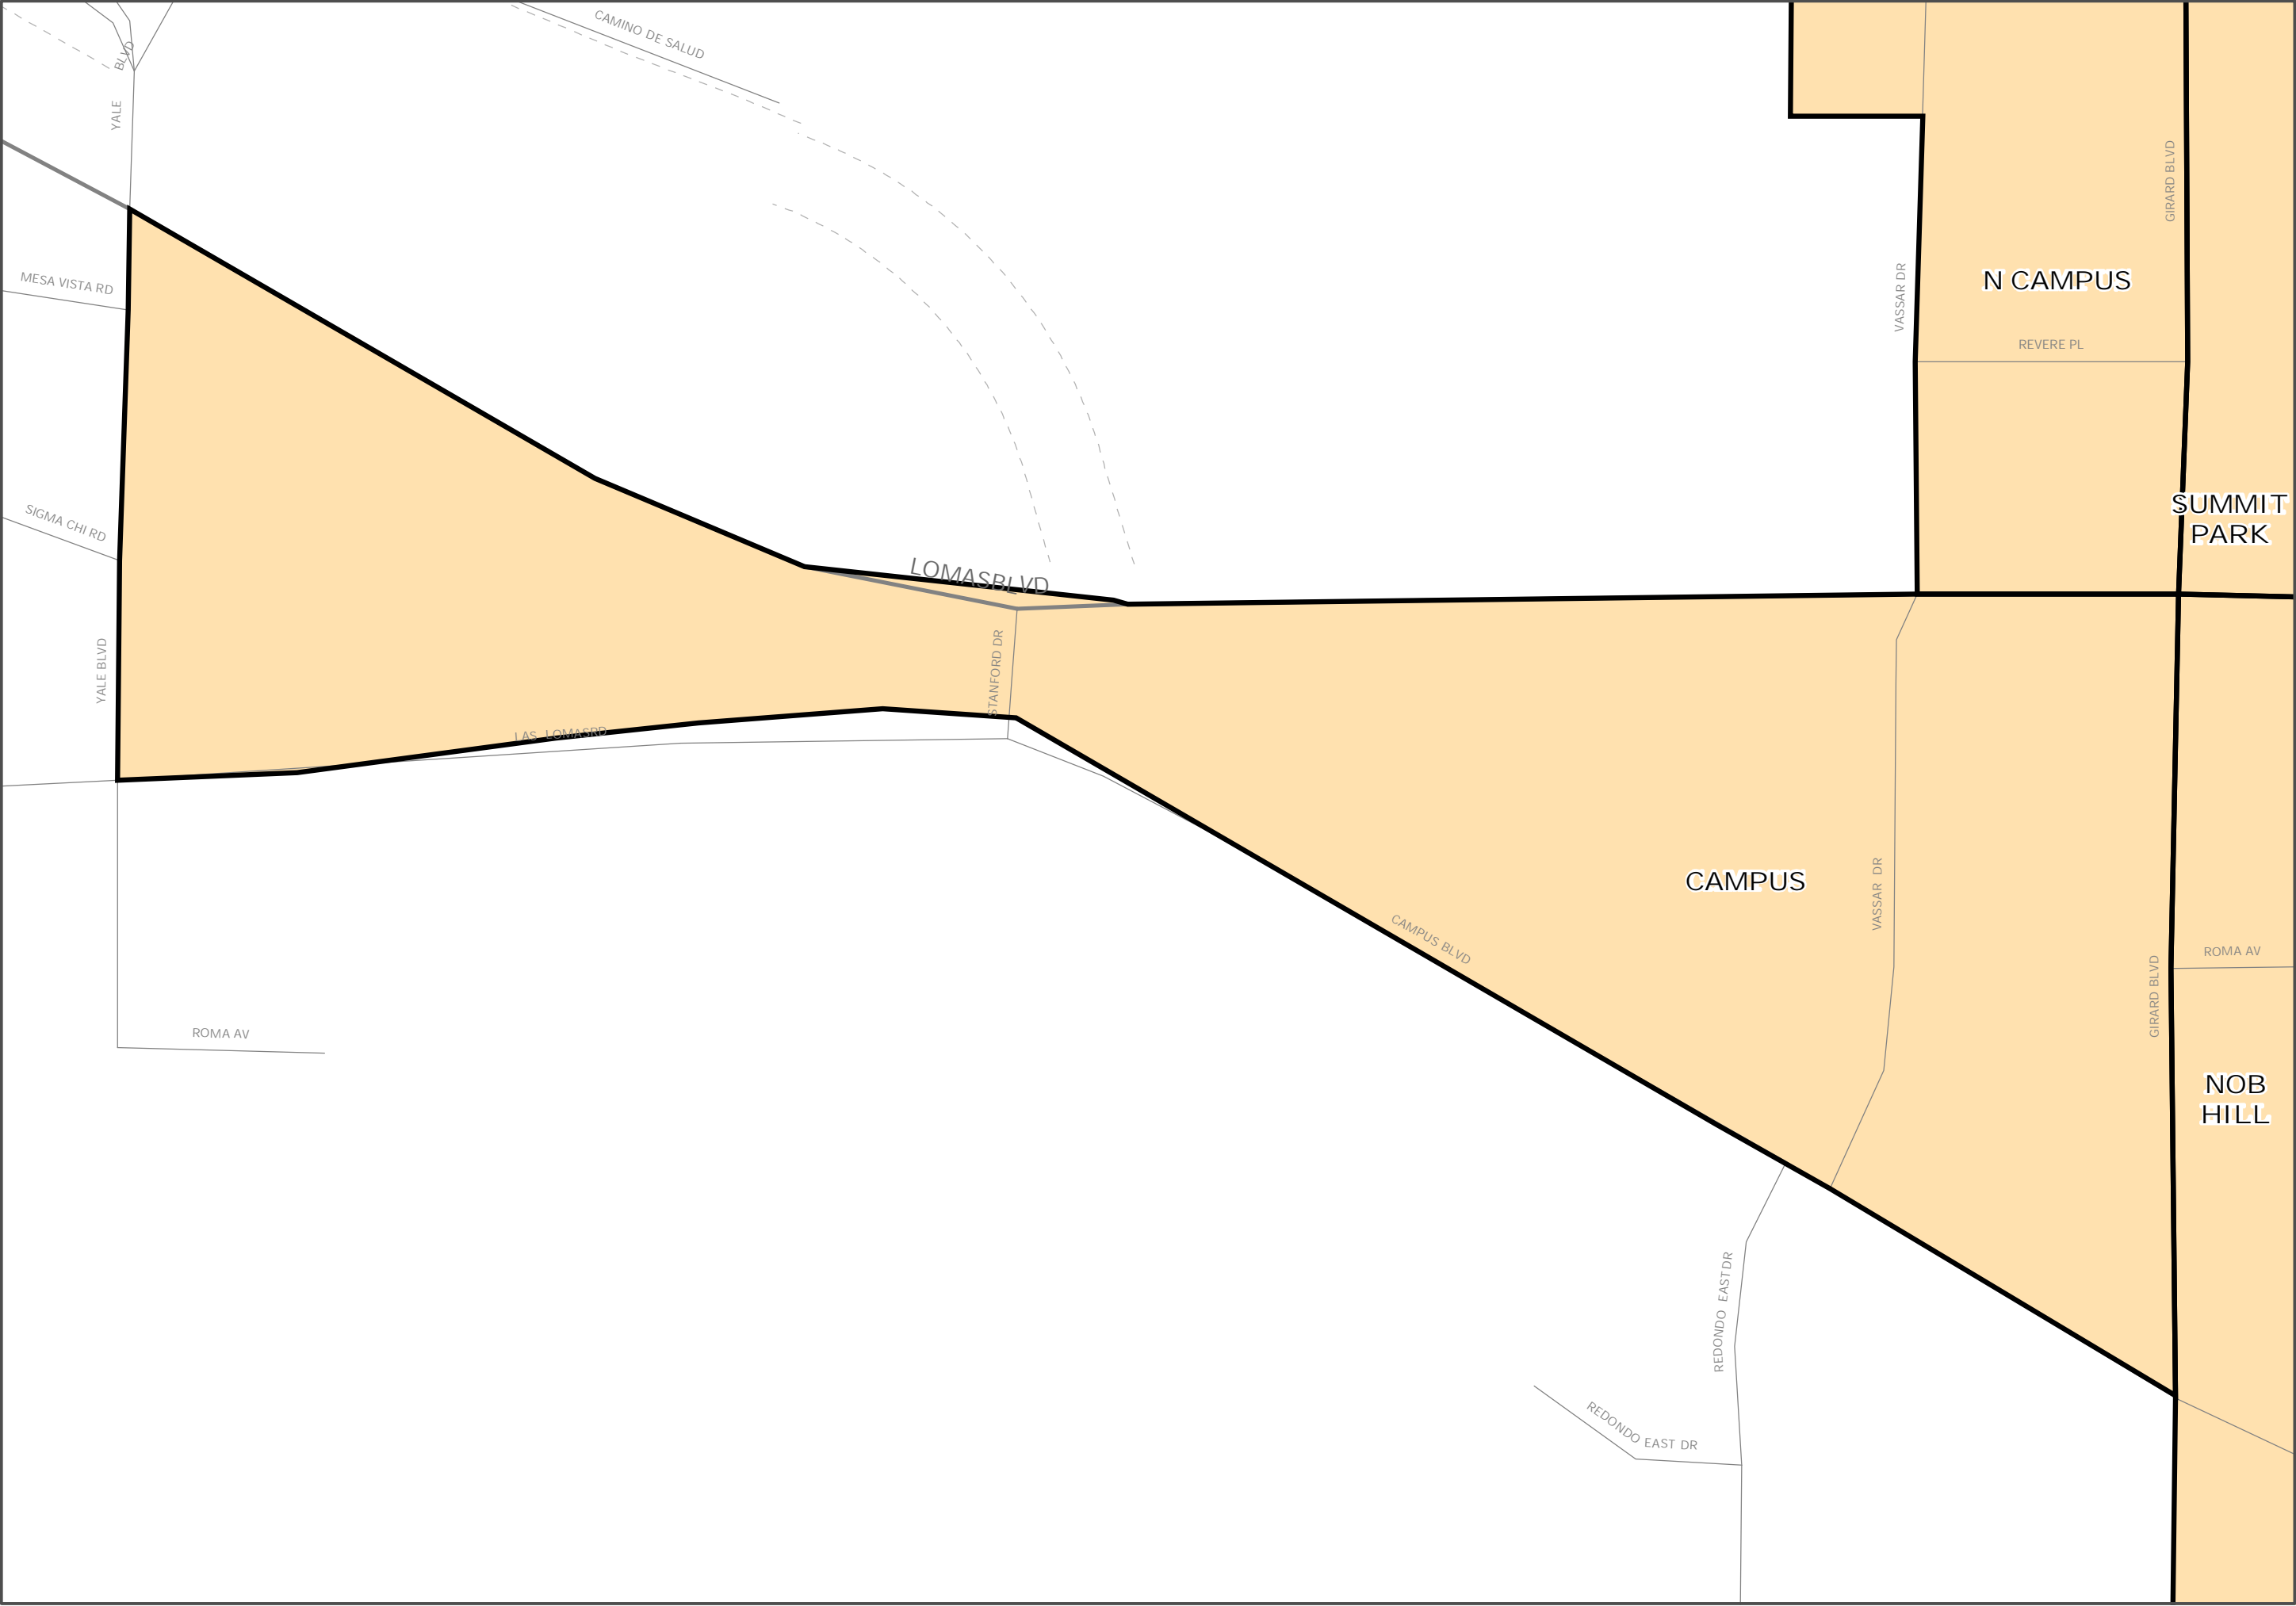 CAMINO DE SALUD
BLVD
YALE
GIRARD BLVD
MESA VISTA RD
N CAMPUS
VASSAR DR
REVERE PL
SIGMA CHI RD
SUMMIT
PARK
LOMAS BLVD
YALE BLVD
STANFORD DR
LAS LOMAS RD
CAMPUS
VASSAR DR
CAMPUS BLVD
ROMA AV
GIRARD BLVD
ROMA AV
NOB
HILL
REDONDO EAST DR
REDONDO EAST DR